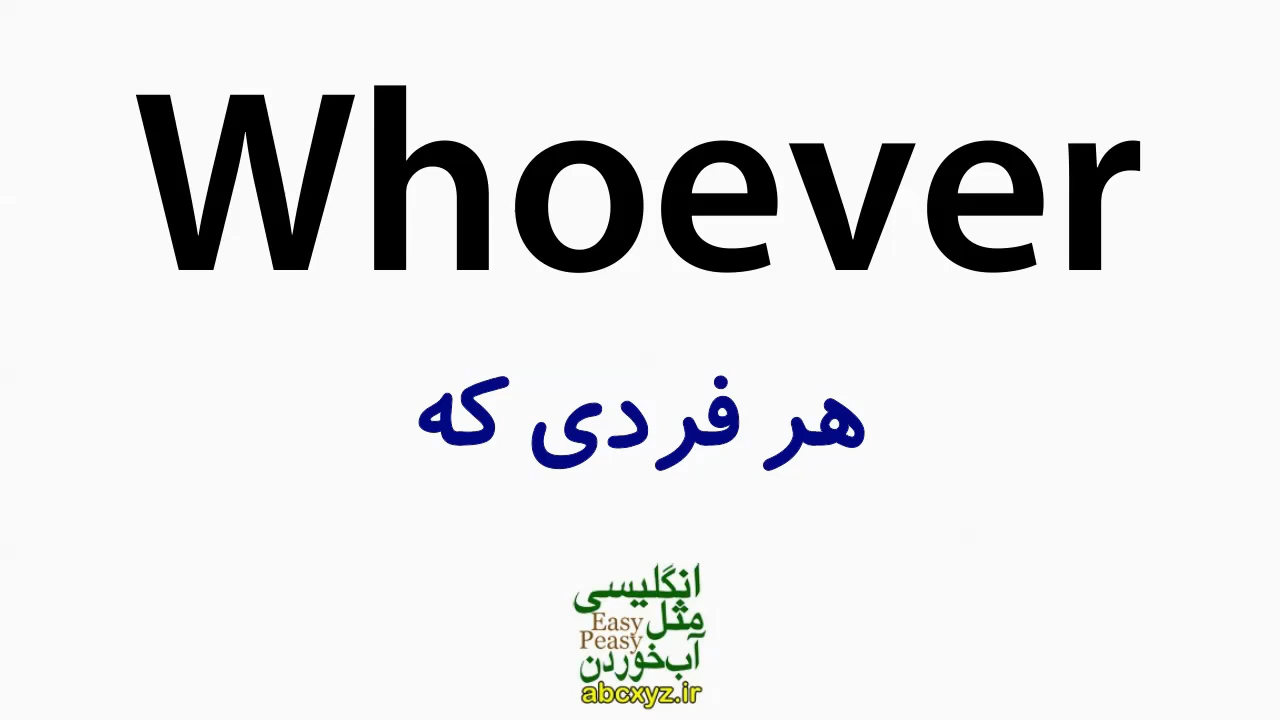 Whoever
هر فردی که
انگلیسی
مثل
Easy
Peasy
آب‌خوردن
abcxyz.ir